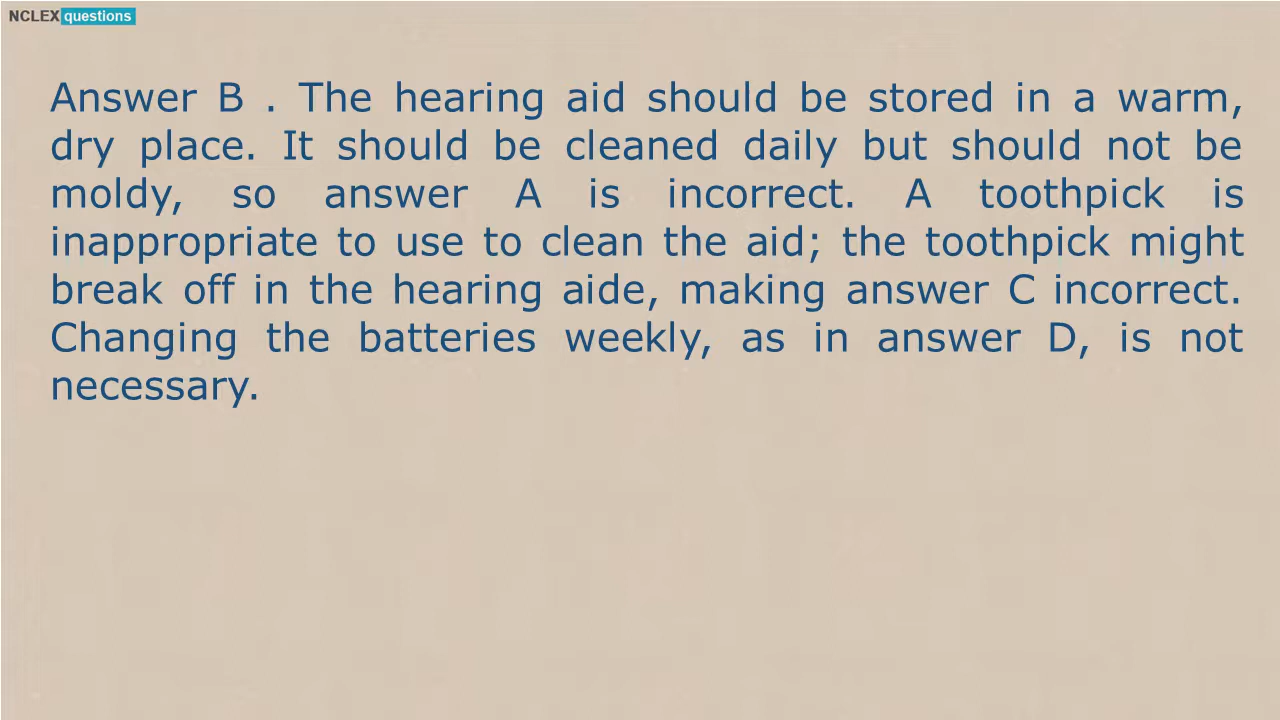 NCLEX questions
Answer B . The hearing aid should be stored in a warm,
dry place. It should be cleaned daily but should not be
moldy, so answer A is incorrect. A toothpick is
inappropriate to use to clean the aid; the toothpick might
break off in the hearing aide, making answer C incorrect.
Changing the batteries weekly, as in answer D, is not
necessary.